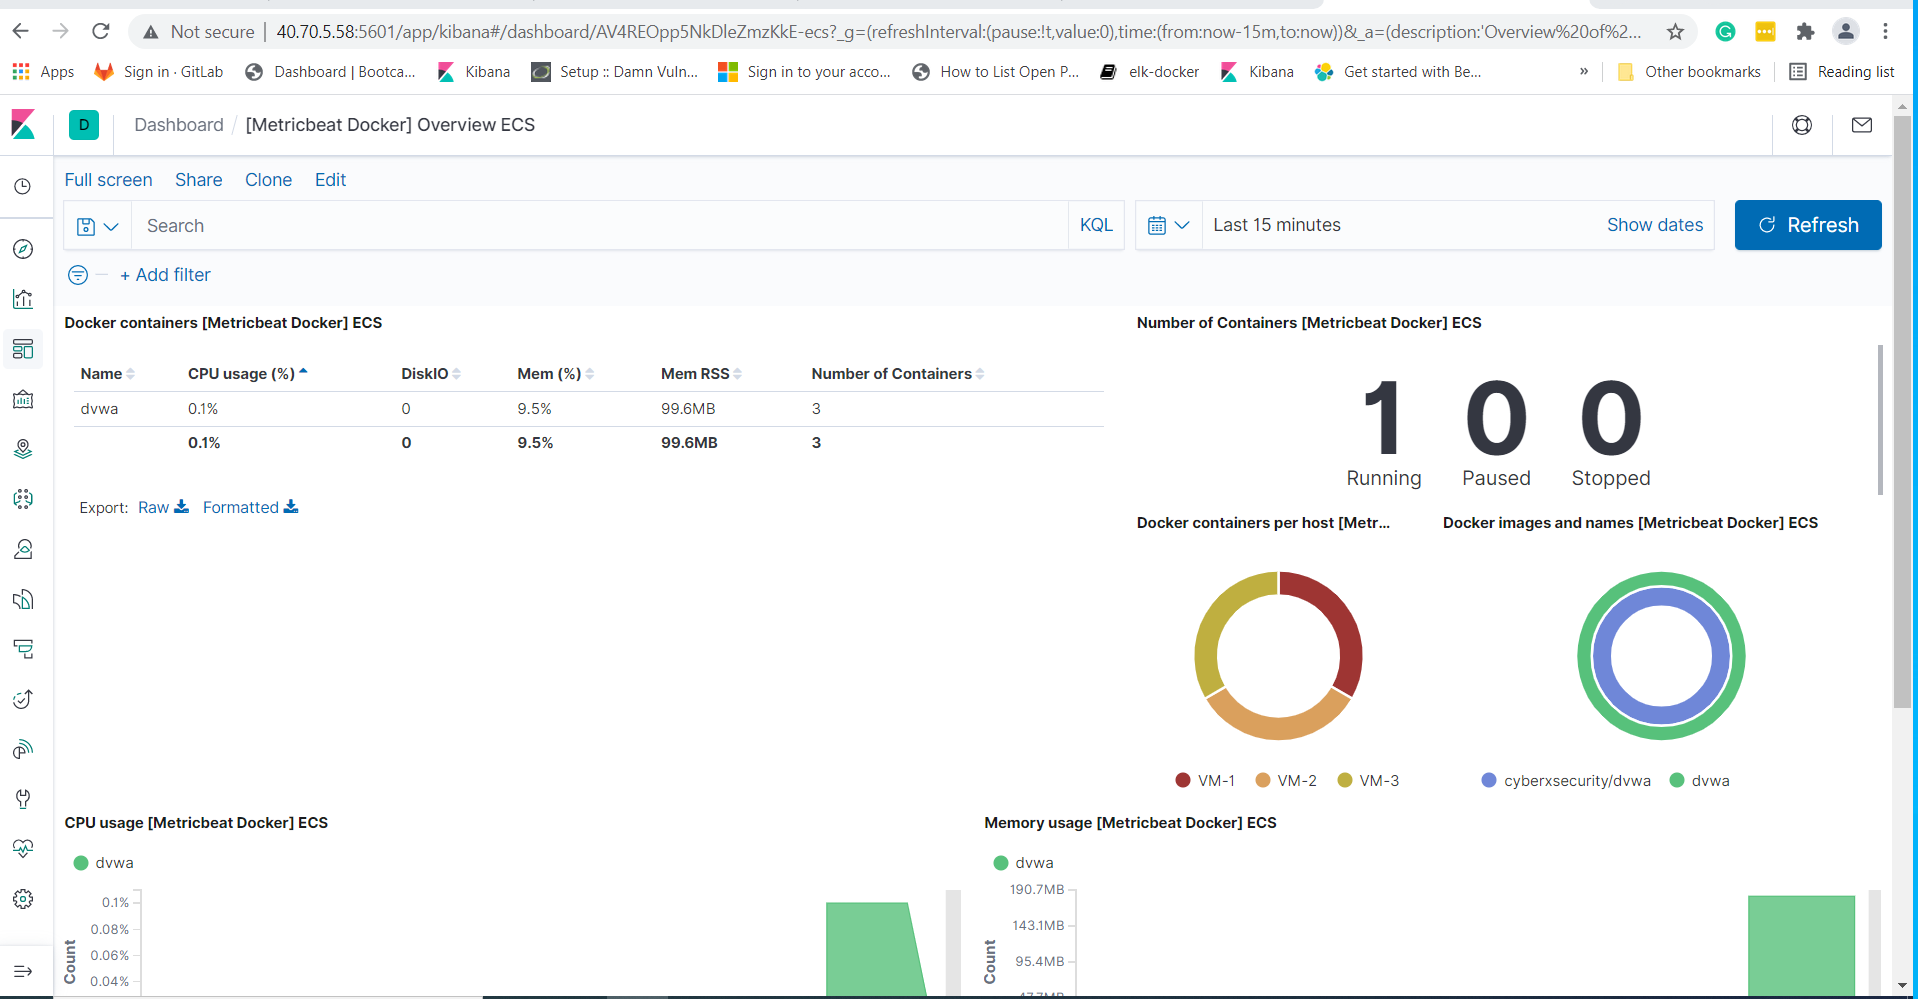 Not secure | 40.70.5.58:5601/app/kibana#/dashboard/AV4REOpp5NkDleZmzKkE-ecs?_g=(refreshInterval:(pause:!t,value:0),time:(from:now-15m,to:now))&_a=(description:'Overview%20of%2...
Apps Sign in · GitLab Dashboard | Bootca... Kibana Setup :: Damn Vuln... Sign in to your acco... How to List Open P... elk-docker Kibana Get started with Be... » Other bookmarks Reading list
D Dashboard / [Metricbeat Docker] Overview ECS
Full screen Share Clone Edit
Search KQL Last 15 minutes Show dates Refresh
+ Add filter
Docker containers [Metricbeat Docker] ECS
Name CPU usage (%) DiskIO Mem (%) Mem RSS Number of Containers
dvwa 0.1% 0 9.5% 99.6MB 3
0.1% 0 9.5% 99.6MB 3
Export: Raw Formatted
Number of Containers [Metricbeat Docker] ECS
1 0 0
Running Paused Stopped
Docker containers per host [Metr...
VM-1 VM-2 VM-3
Docker images and names [Metricbeat Docker] ECS
cyberxsecurity/dvwa dvwa
CPU usage [Metricbeat Docker] ECS
dvwa
0.1%
0.08%
0.06%
0.04%
Count
Memory usage [Metricbeat Docker] ECS
dvwa
190.7MB
143.1MB
95.4MB
47.7MB
Count